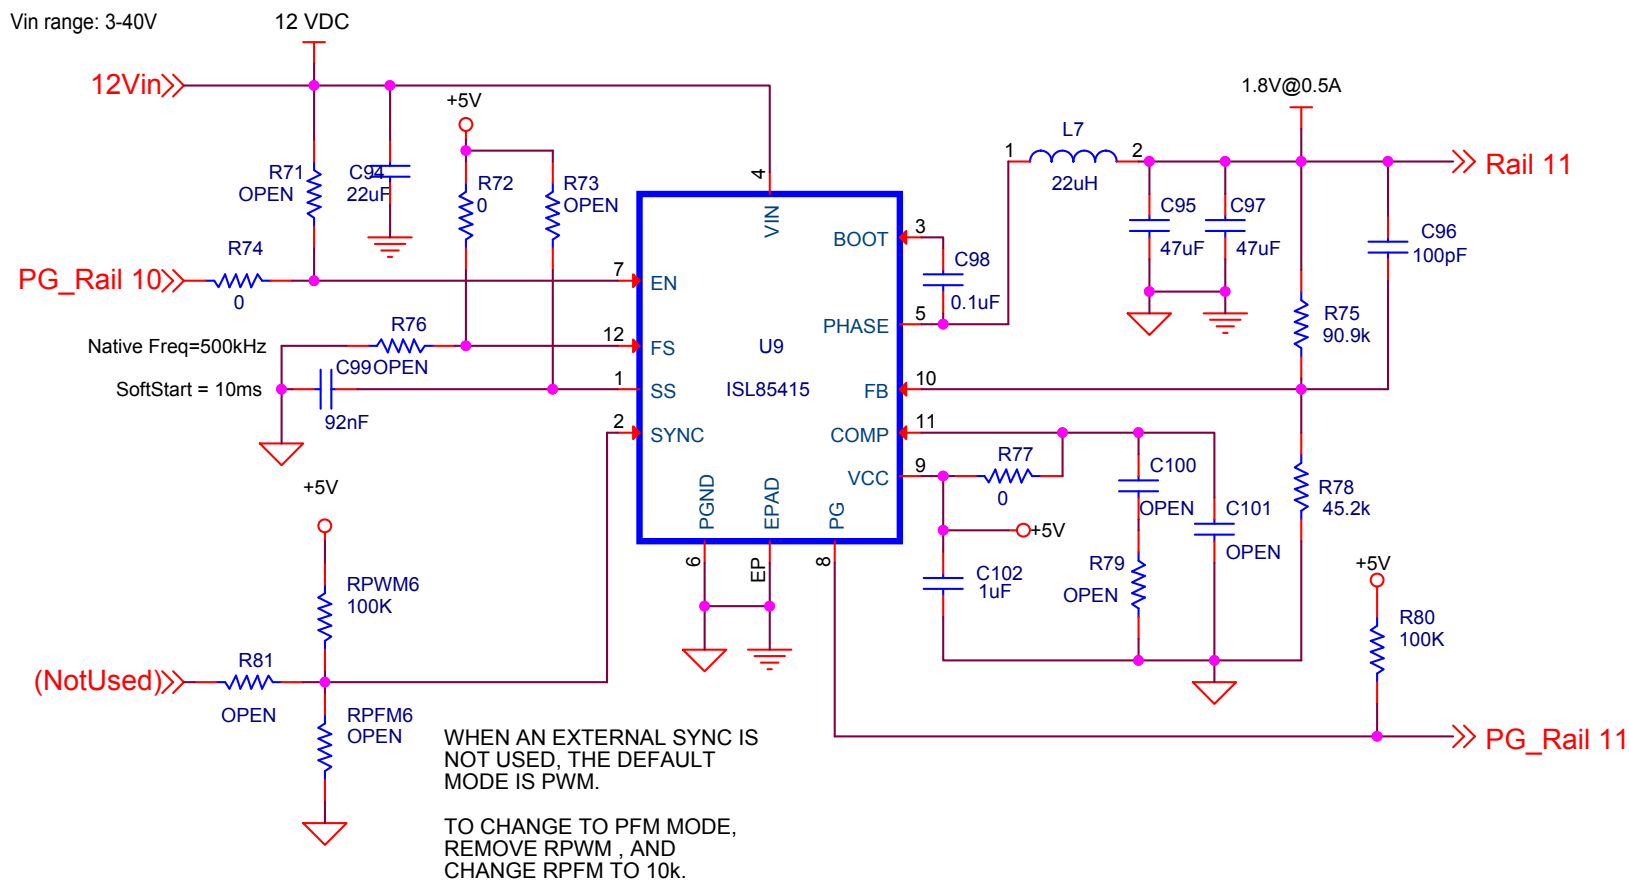 Vin range: 3-40V
12 VDC
12Vin
+5V
1.8V@0.5A
L7
1
2
22uH
Rail 11
R71
OPEN
C94
22uF
R72
0
R73
OPEN
4
VIN
BOOT
3
C98
0.1uF
C95
47uF
C97
47uF
C96
100pF
R74
0
PG_Rail 10
7
EN
PHASE
5
R75
90.9k
Native Freq=500kHz
R76
OPEN
12
FS
U9
ISL85415
C99
92nF
SoftStart = 10ms
1
SS
FB
10
2
SYNC
COMP
11
VCC
9
R77
0
C100
OPEN
C101
OPEN
R78
45.2k
PGND
EPAD
PG
6
EP
8
+5V
+5V
C102
1uF
R79
OPEN
+5V
R80
100K
RPWM6
100K
(NotUsed)
R81
OPEN
RPFM6
OPEN
PG_Rail 11
WHEN AN EXTERNAL SYNC IS
NOT USED, THE DEFAULT
MODE IS PWM.
TO CHANGE TO PFM MODE,
REMOVE RPWM , AND
CHANGE RPFM TO 10k.